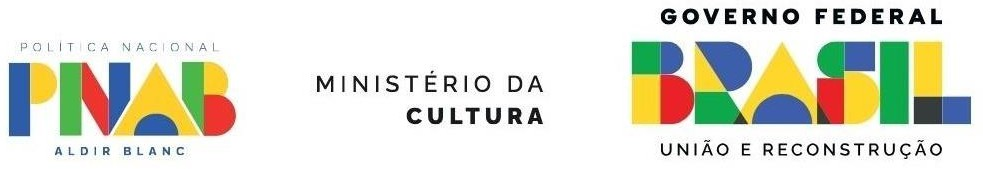 POLÍTICA NACIONAL
PNAB
ALDIR BLANC
MINISTÉRIO DA
CULTURA
GOVERNO FEDERAL
BRASIL
UNIÃO E RECONSTRUÇÃO